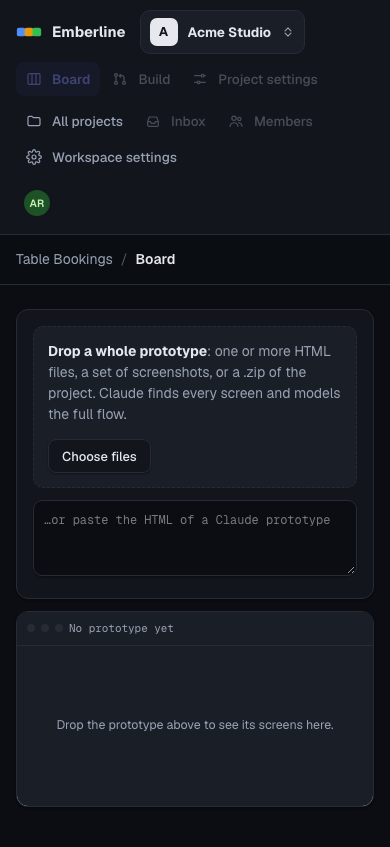 Emberline
A Acme Studio
Board Build Project settings
All projects Inbox Members
Workspace settings
AR
Table Bookings / Board
Drop a whole prototype: one or more HTML
files, a set of screenshots, or a .zip of the
project. Claude finds every screen and models
the full flow.
Choose files
…or paste the HTML of a Claude prototype
No prototype yet
Drop the prototype above to see its screens here.